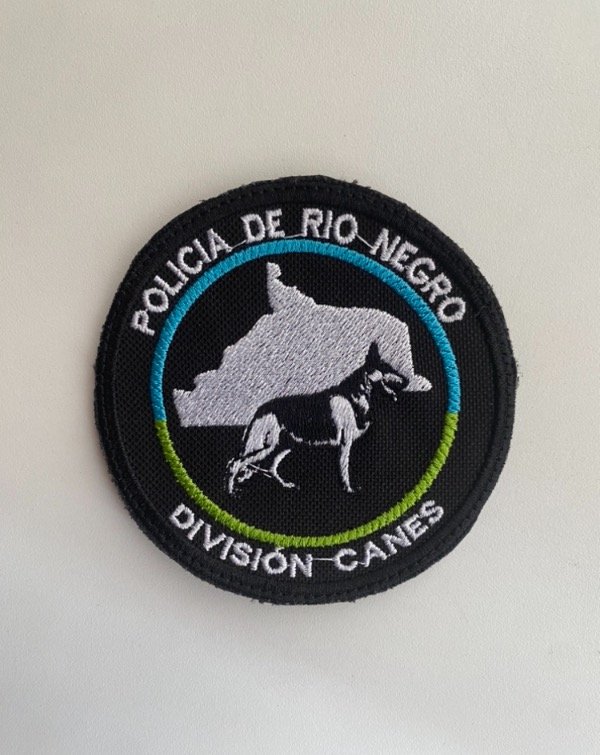 POLICIA DE RIO NEGRO
DIVISIÓN CANES